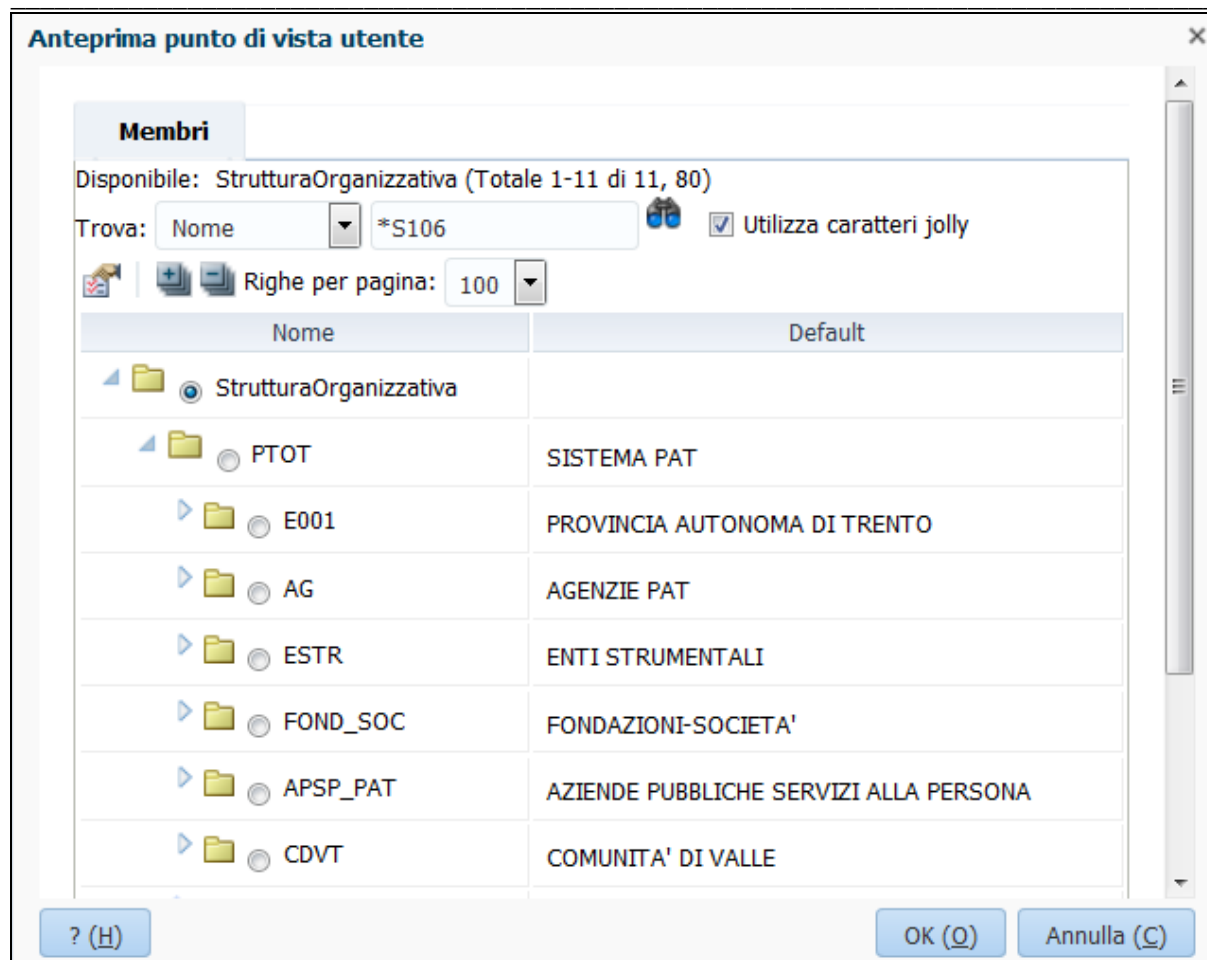 Anteprima punto di vista utente
Membri
Disponibile: StrutturaOrganizzativa (Totale 1-11 di 11, 80)
Trova: Nome *S106 Utilizza caratteri jolly
Righe per pagina: 100
Nome Default
StrutturaOrganizzativa
PTOT SISTEMA PAT
E001 PROVINCIA AUTONOMA DI TRENTO
AG AGENZIE PAT
ESTR ENTI STRUMENTALI
FOND_SOC FONDAZIONI-SOCIETA'
APSP_PAT AZIENDE PUBBLICHE SERVIZI ALLA PERSONA
CDVT COMUNITA' DI VALLE
? (H) OK (O) Annulla (C)